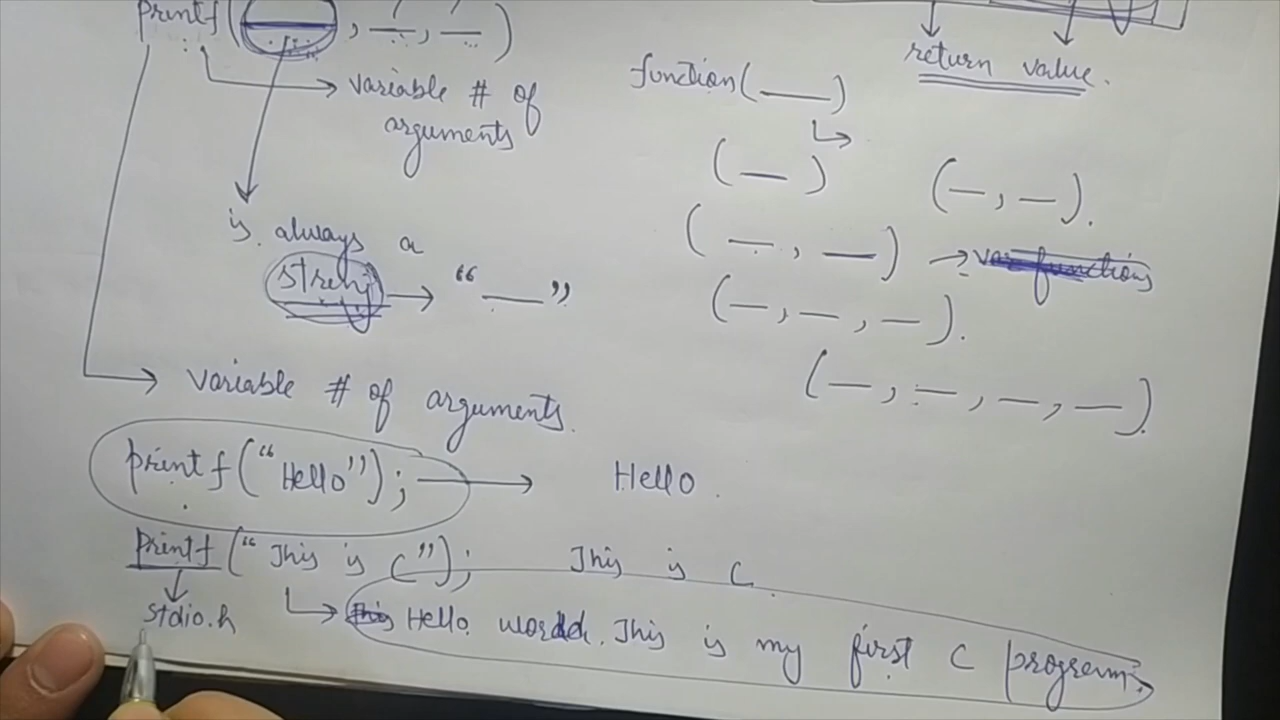 printf ( , , )
variable # of
arguments
is always a
string → “ — ”
variable # of arguments.
printf("Hello"); → Hello.
printf("This is C"); This is C.
stdio.h
Hello world. This is my first C program.
return value.
function(—)
(—) (—, —).
(—, —) →
(—, —, —).
(—, —, —, —).